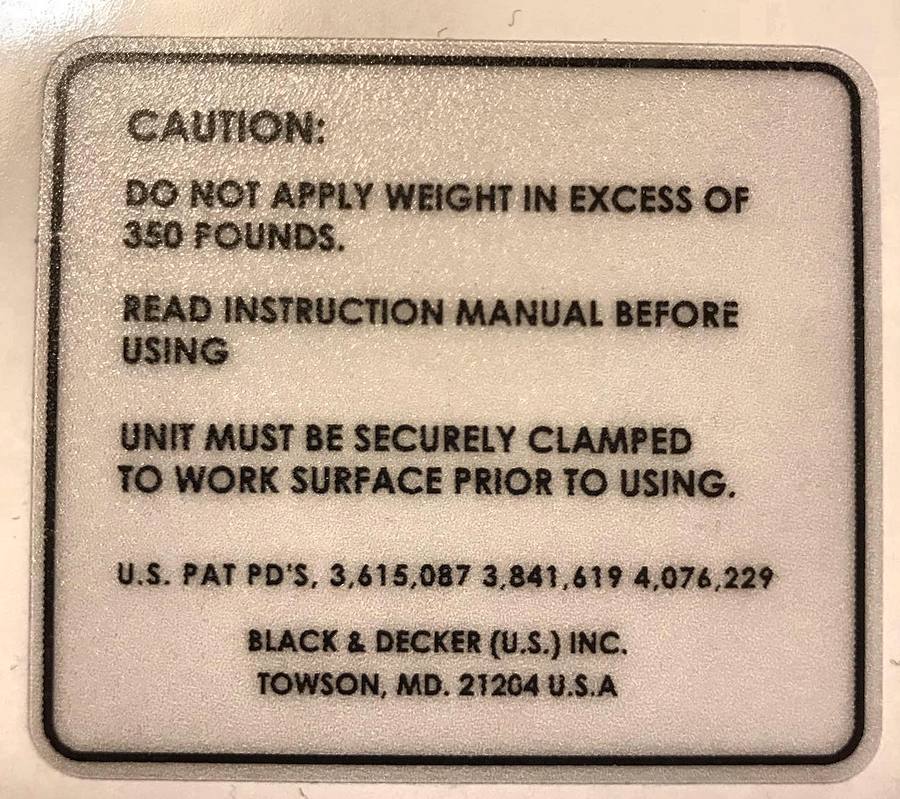 CAUTION:
DO NOT APPLY WEIGHT IN EXCESS OF
350 POUNDS.
READ INSTRUCTION MANUAL BEFORE
USING
UNIT MUST BE SECURELY CLAMPED
TO WORK SURFACE PRIOR TO USING.
U.S. PAT PD'S, 3,615,087 3,841,619 4,076,229
BLACK & DECKER (U.S.) INC.
TOWSON, MD. 21204 U.S.A